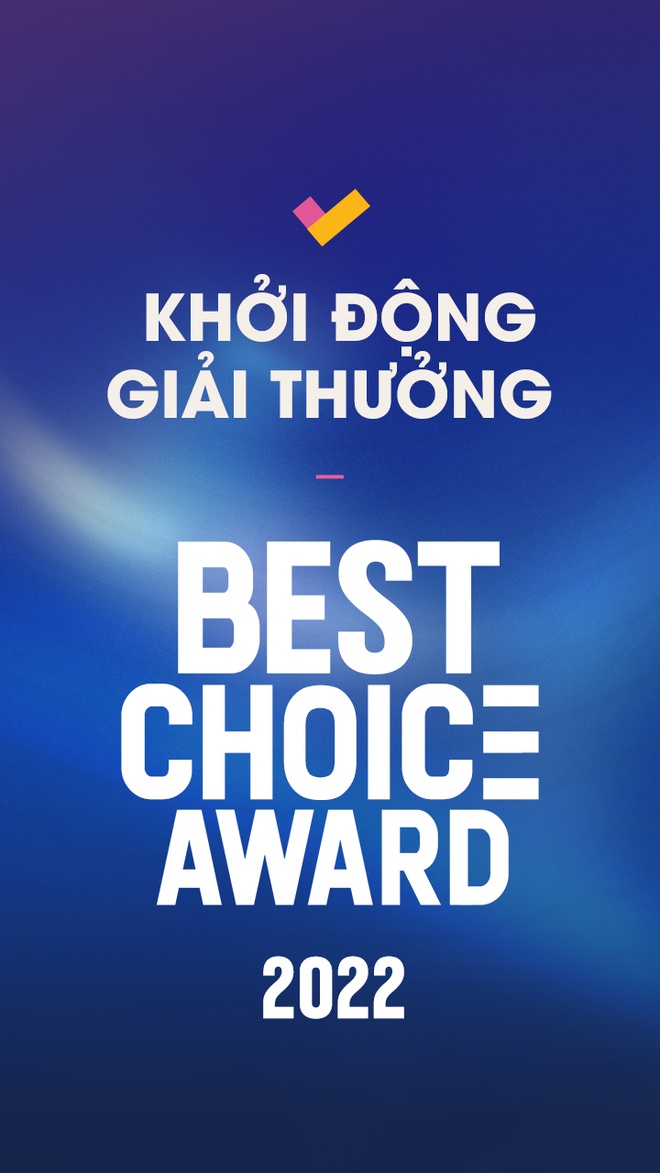 KHỞI ĐỘNG
GIẢI THƯỞNG
BEST
CHOICE
AWARD
2022